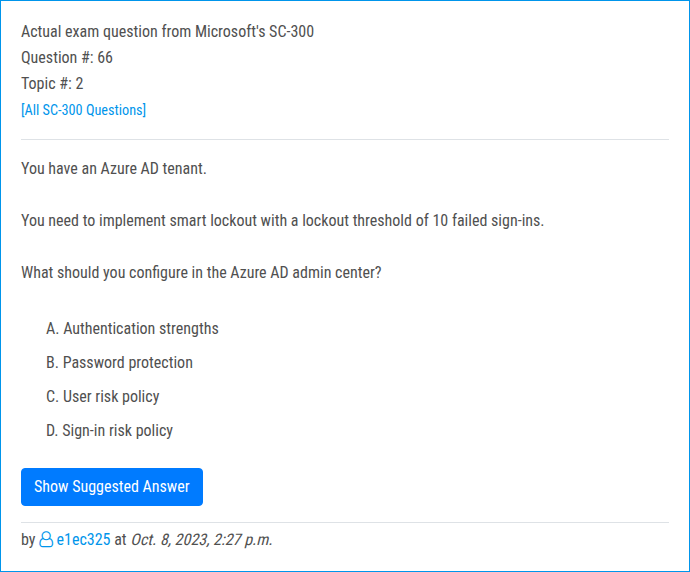 Actual exam question from Microsoft's SC-300
Question #: 66
Topic #: 2
[All SC-300 Questions]
You have an Azure AD tenant.
You need to implement smart lockout with a lockout threshold of 10 failed sign-ins.
What should you configure in the Azure AD admin center?
A. Authentication strengths
B. Password protection
C. User risk policy
D. Sign-in risk policy
Show Suggested Answer
by e1ec325 at Oct. 8, 2023, 2:27 p.m.